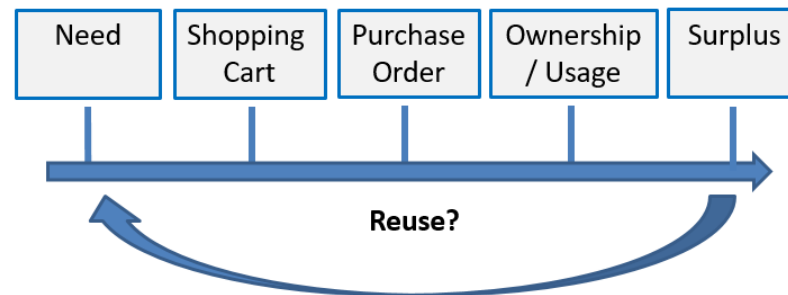 Need
Shopping
Cart
Purchase
Order
Ownership
/ Usage
Surplus
Reuse?